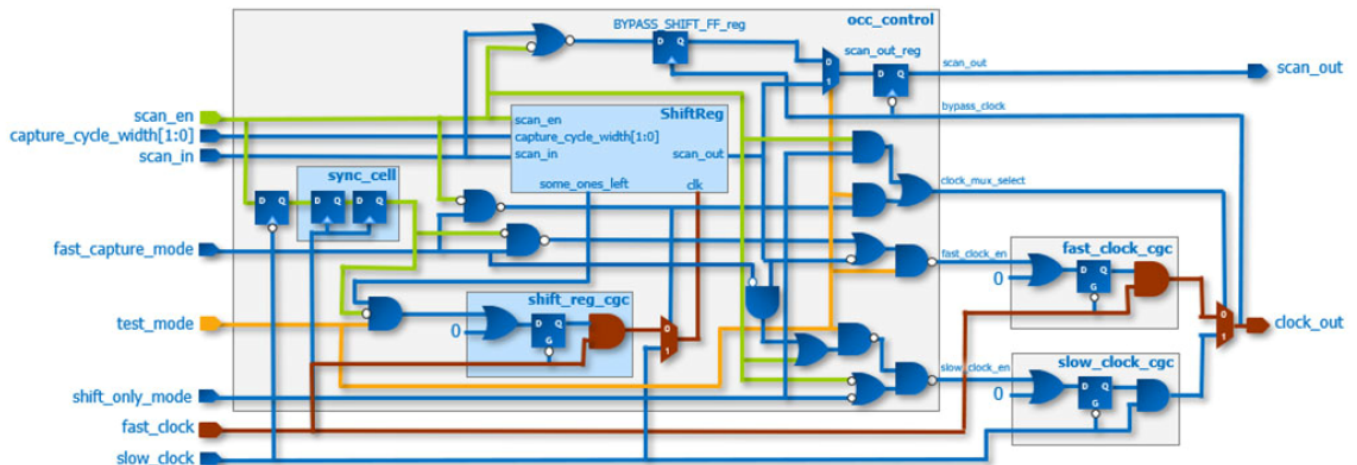 occ_control
BYPASS_SHIFT_FF_reg
D Q
scan_out_reg
D Q
0
1
scan_out
scan_out
bypass_clock
scan_en
capture_cycle_width[1:0]
scan_in
ShiftReg
scan_en
capture_cycle_width[1:0]
scan_in
scan_out
some_ones_left
clk
sync_cell
D Q
D Q
D Q
clock_mux_select
fast_capture_mode
fast_clock_en
fast_clock_cgc
0
D Q
G
test_mode
shift_reg_cgc
0
D Q
G
0
1
0
1
clock_out
slow_clock_en
slow_clock_cgc
0
D Q
G
shift_only_mode
fast_clock
slow_clock